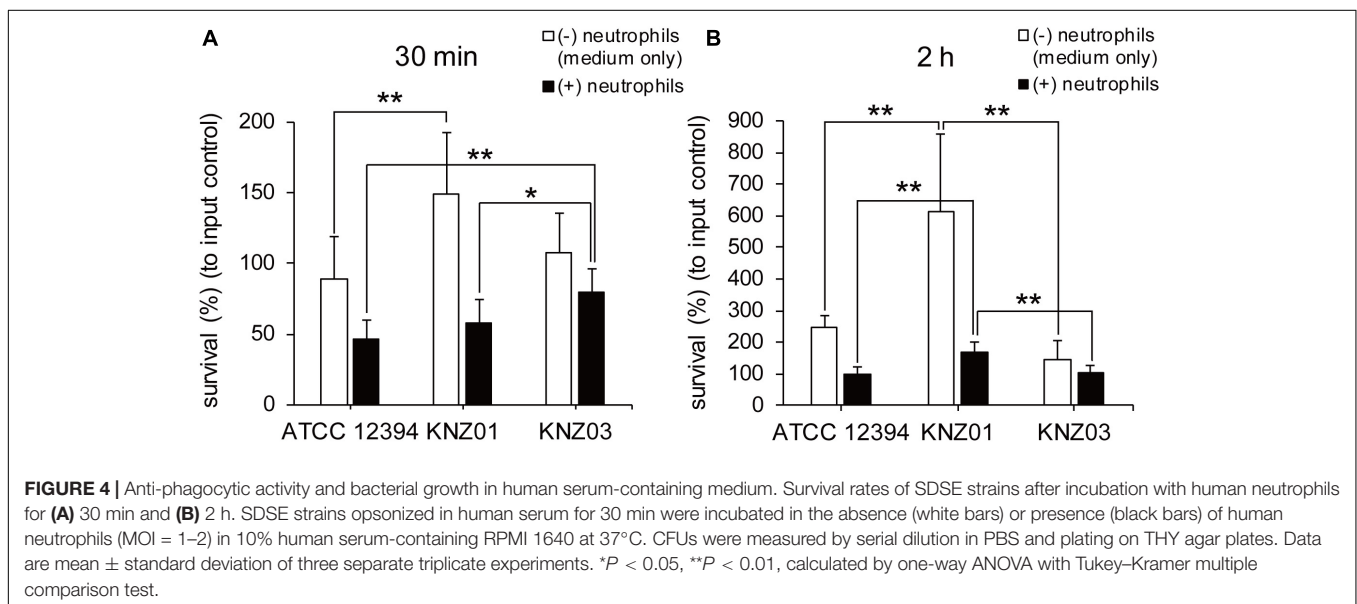 A
30 min
(-) neutrophils
(medium only)
(+) neutrophils
survival (%) (to input control)
200
150
100
50
0
**
**
*
ATCC 12394 KNZ01 KNZ03
B
2 h
(-) neutrophils
(medium only)
(+) neutrophils
survival (%) (to input control)
900
800
700
600
500
400
300
200
100
0
**
**
**
**
ATCC 12394 KNZ01 KNZ03
FIGURE 4 | Anti-phagocytic activity and bacterial growth in human serum-containing medium. Survival rates of SDSE strains after incubation with human neutrophils
for (A) 30 min and (B) 2 h. SDSE strains opsonized in human serum for 30 min were incubated in the absence (white bars) or presence (black bars) of human
neutrophils (MOI = 1–2) in 10% human serum-containing RPMI 1640 at 37°C. CFUs were measured by serial dilution in PBS and plating on THY agar plates. Data
are mean ± standard deviation of three separate triplicate experiments. *P < 0.05, **P < 0.01, calculated by one-way ANOVA with Tukey–Kramer multiple
comparison test.